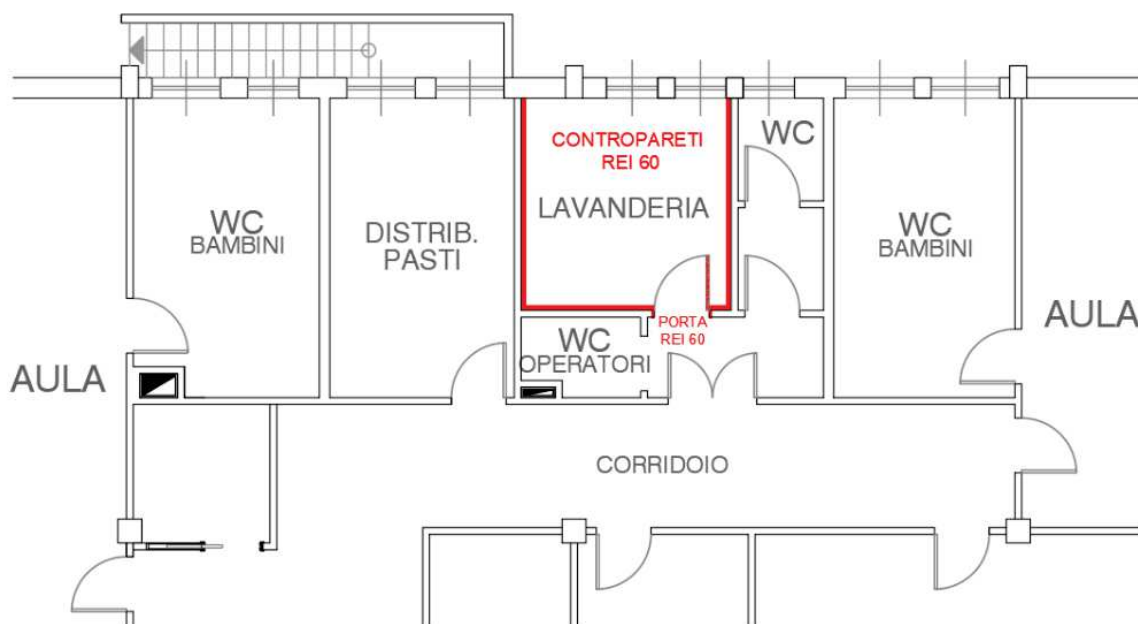 CONTROPARETI
REI 60
WC
LAVANDERIA
WC
BAMBINI
DISTRIB.
PASTI
WC
BAMBINI
PORTA
REI 60
WC
OPERATORI
AULA
AULA
CORRIDOIO